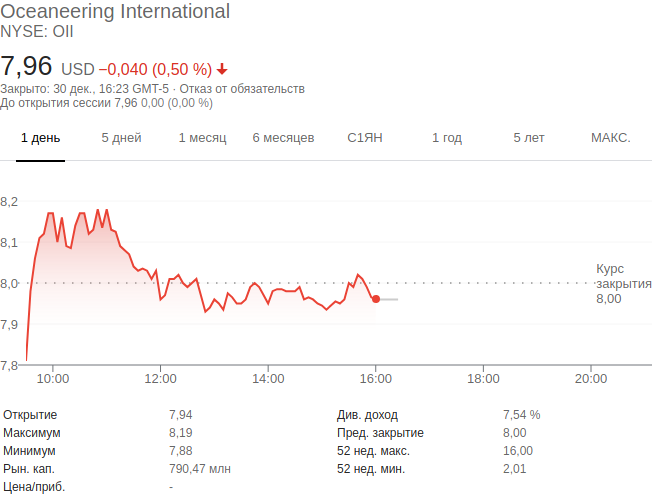 Oceaneering International
NYSE: OII
7,96 USD −0,040 (0,50 %)
Закрыто: 30 дек., 16:23 GMT-5 · Отказ от обязательств
До открытия сессии 7,96 0,00 (0,00 %)
1 день 5 дней 1 месяц 6 месяцев С1ЯН 1 год 5 лет МАКС.
8,2
8,1
8,0
7,9
7,8
Курс
закрытия
8,00
10:00 12:00 14:00 16:00 18:00 20:00
Открытие 7,94 Див. доход 7,54 %
Максимум 8,19 Пред. закрытие 8,00
Минимум 7,88 52 нед. макс. 16,00
Рын. кап. 790,47 млн 52 нед. мин. 2,01
Цена/приб. -